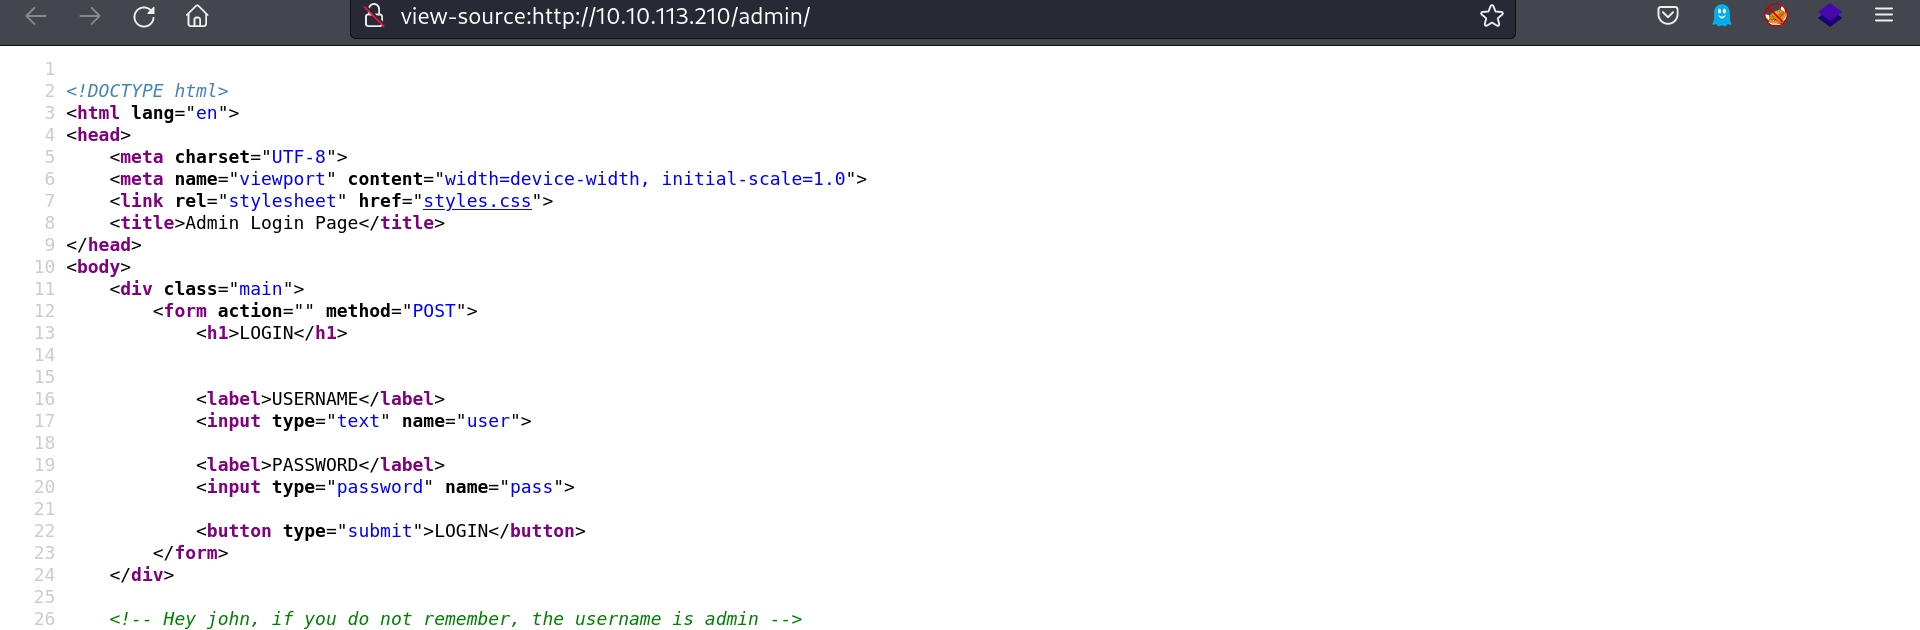 view-source:http://10.10.113.210/admin/
1
2 <!DOCTYPE html>
3 <html lang="en">
4 <head>
5     <meta charset="UTF-8">
6     <meta name="viewport" content="width=device-width, initial-scale=1.0">
7     <link rel="stylesheet" href="styles.css">
8     <title>Admin Login Page</title>
9 </head>
10 <body>
11     <div class="main">
12         <form action="" method="POST">
13             <h1>LOGIN</h1>
14
15
16             <label>USERNAME</label>
17             <input type="text" name="user">
18
19             <label>PASSWORD</label>
20             <input type="password" name="pass">
21
22             <button type="submit">LOGIN</button>
23         </form>
24     </div>
25
26     <!-- Hey john, if you do not remember, the username is admin -->